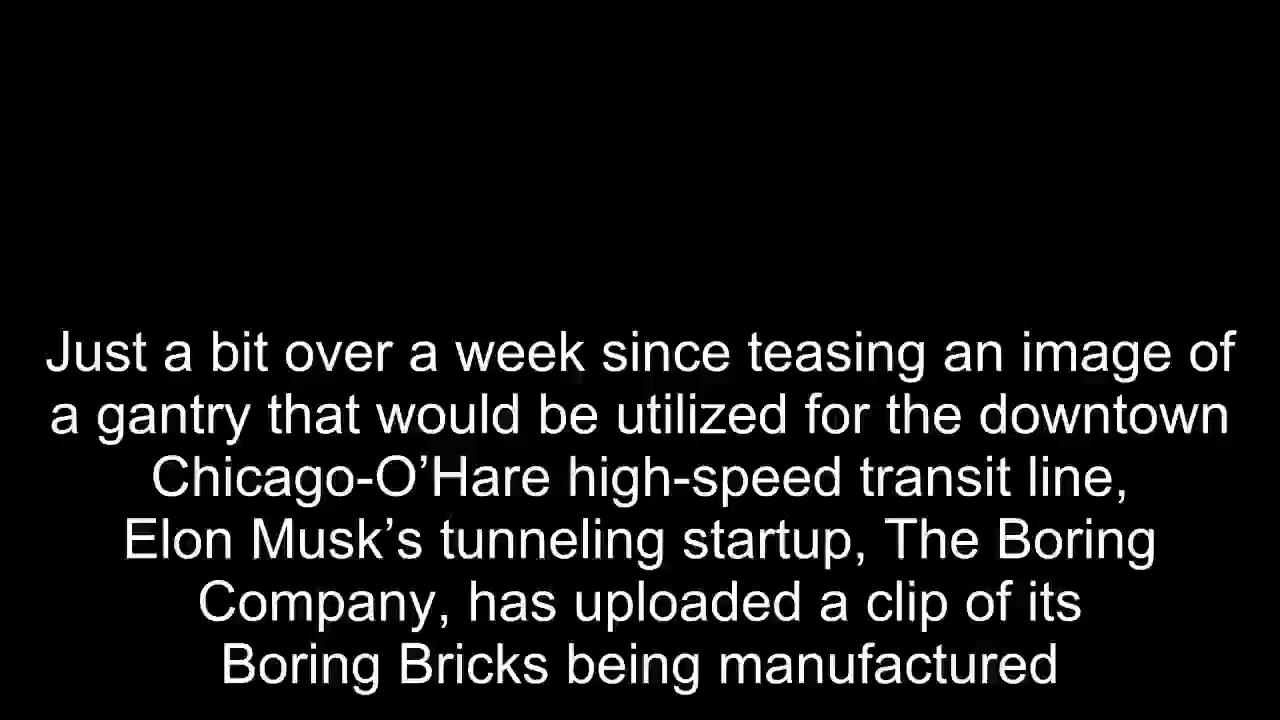 Just a bit over a week since teasing an image of
a gantry that would be utilized for the downtown
Chicago-O’Hare high-speed transit line,
Elon Musk’s tunneling startup, The Boring
Company, has uploaded a clip of its
Boring Bricks being manufactured